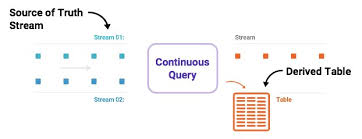 Source of Truth
Stream
Stream 01:
Stream
Continuous
Query
Derived Table
Stream 02:
Table